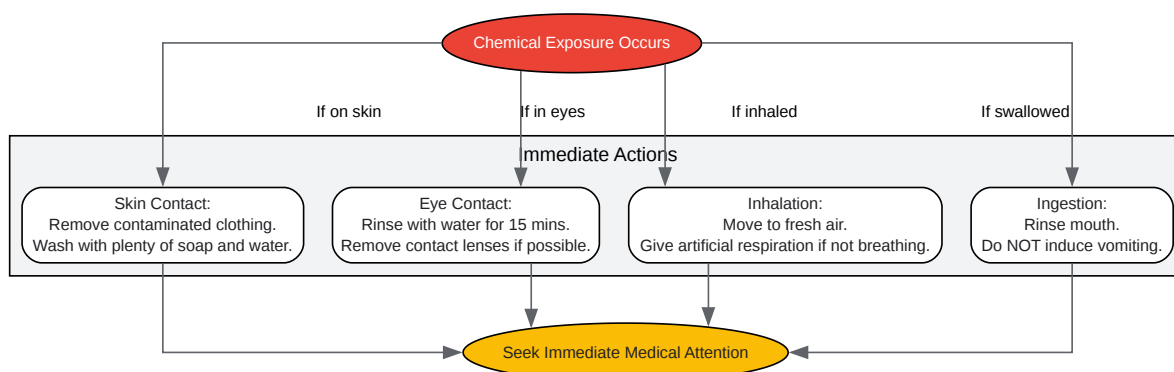 Chemical Exposure Occurs
If on skin
If in eyes
If inhaled
If swallowed
Immediate Actions
Skin Contact:
Remove contaminated clothing.
Wash with plenty of soap and water.
Eye Contact:
Rinse with water for 15 mins.
Remove contact lenses if possible.
Inhalation:
Move to fresh air.
Give artificial respiration if not breathing.
Ingestion:
Rinse mouth.
Do NOT induce vomiting.
Seek Immediate Medical Attention